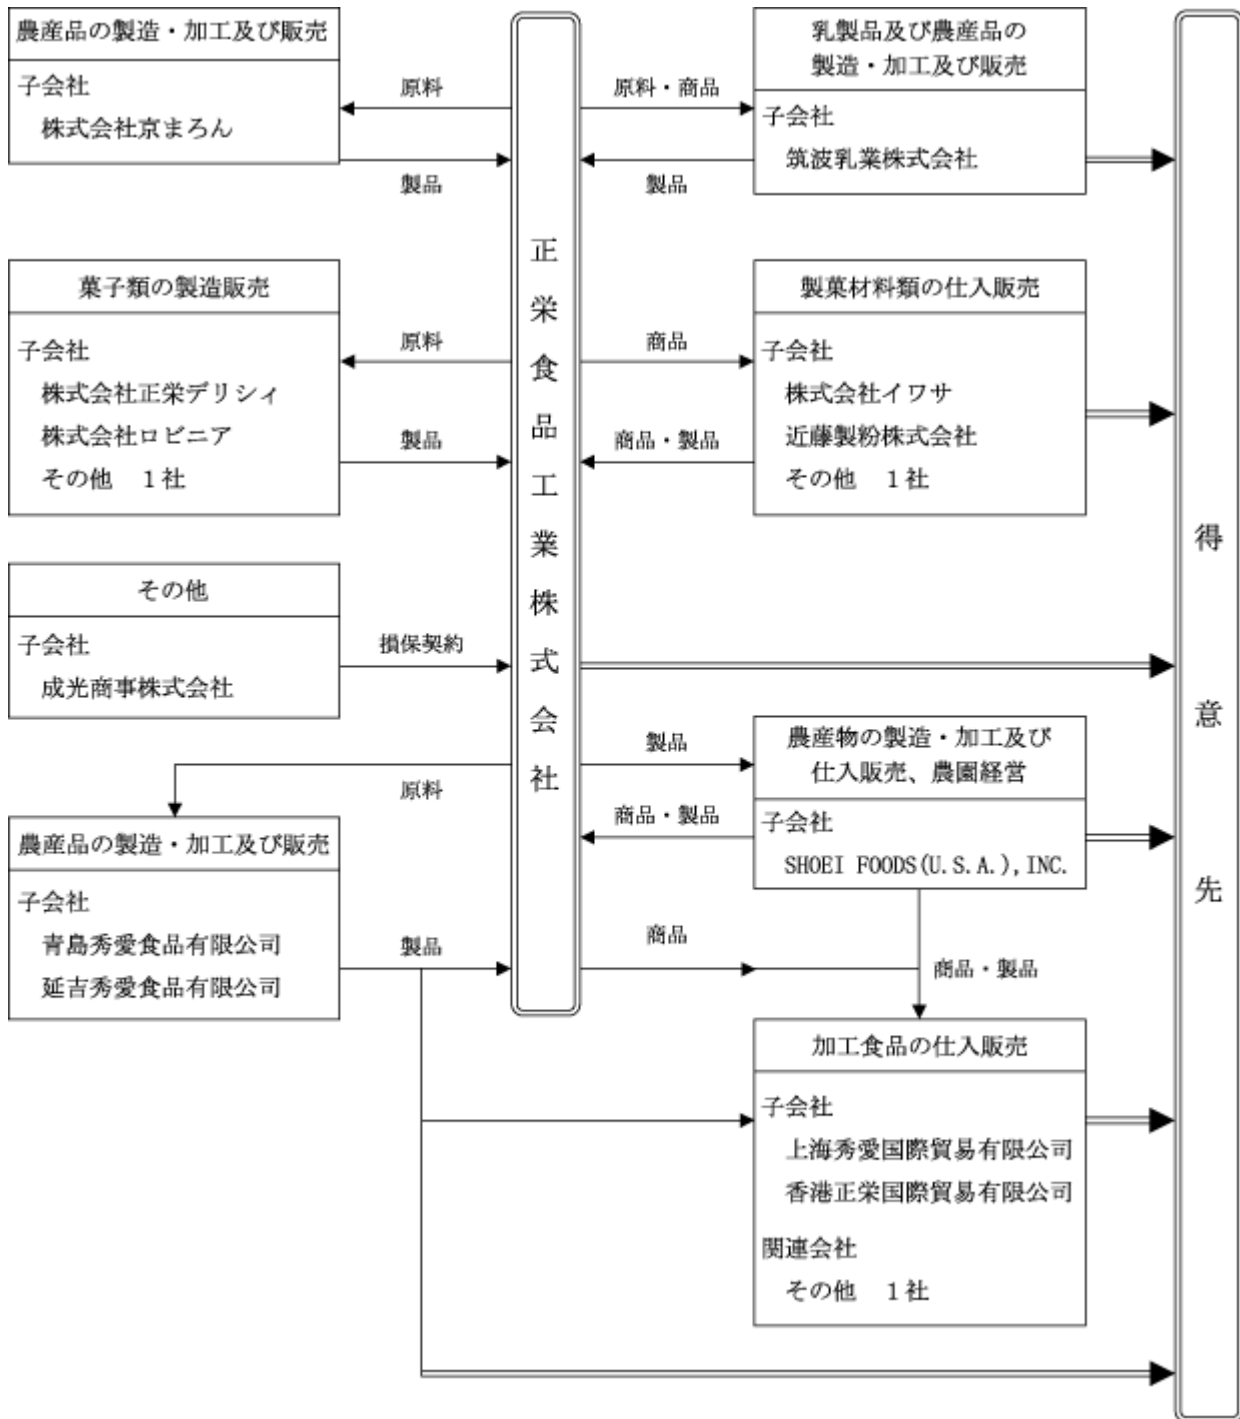 農産品の製造・加工及び販売
子会社
株式会社京まろん
原料
製品
乳製品及び農産品の
製造・加工及び販売
子会社
筑波乳業株式会社
原料・商品
製品
菓子類の製造販売
子会社
株式会社正栄デリシィ
株式会社ロビニア
その他 1社
原料
製品
製菓材料類の仕入販売
子会社
株式会社イワサ
近藤製粉株式会社
その他 1社
商品
商品・製品
その他
子会社
成光商事株式会社
損保契約
正栄食品工業株式会社
得意先
農産物の製造・加工及び
仕入販売、農園経営
子会社
SHOEI FOODS(U.S.A.),INC.
製品
商品・製品
原料
農産品の製造・加工及び販売
子会社
青島秀愛食品有限公司
延吉秀愛食品有限公司
製品
商品
商品・製品
加工食品の仕入販売
子会社
上海秀愛国際貿易有限公司
香港正栄国際貿易有限公司
関連会社
その他 1社